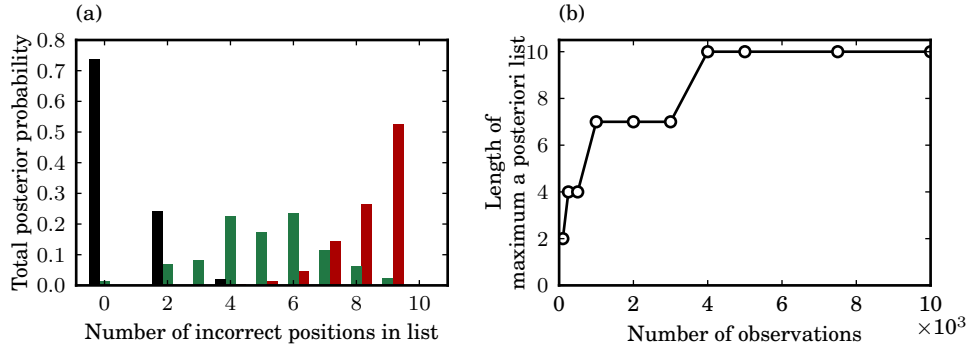 (a)
Total posterior probability
0.8
0.7
0.6
0.5
0.4
0.3
0.2
0.1
0.0
0 2 4 6 8 10
Number of incorrect positions in list
(b)
Length of
maximum a posteriori list
10
8
6
4
2
0
0 2 4 6 8 10
×10³
Number of observations